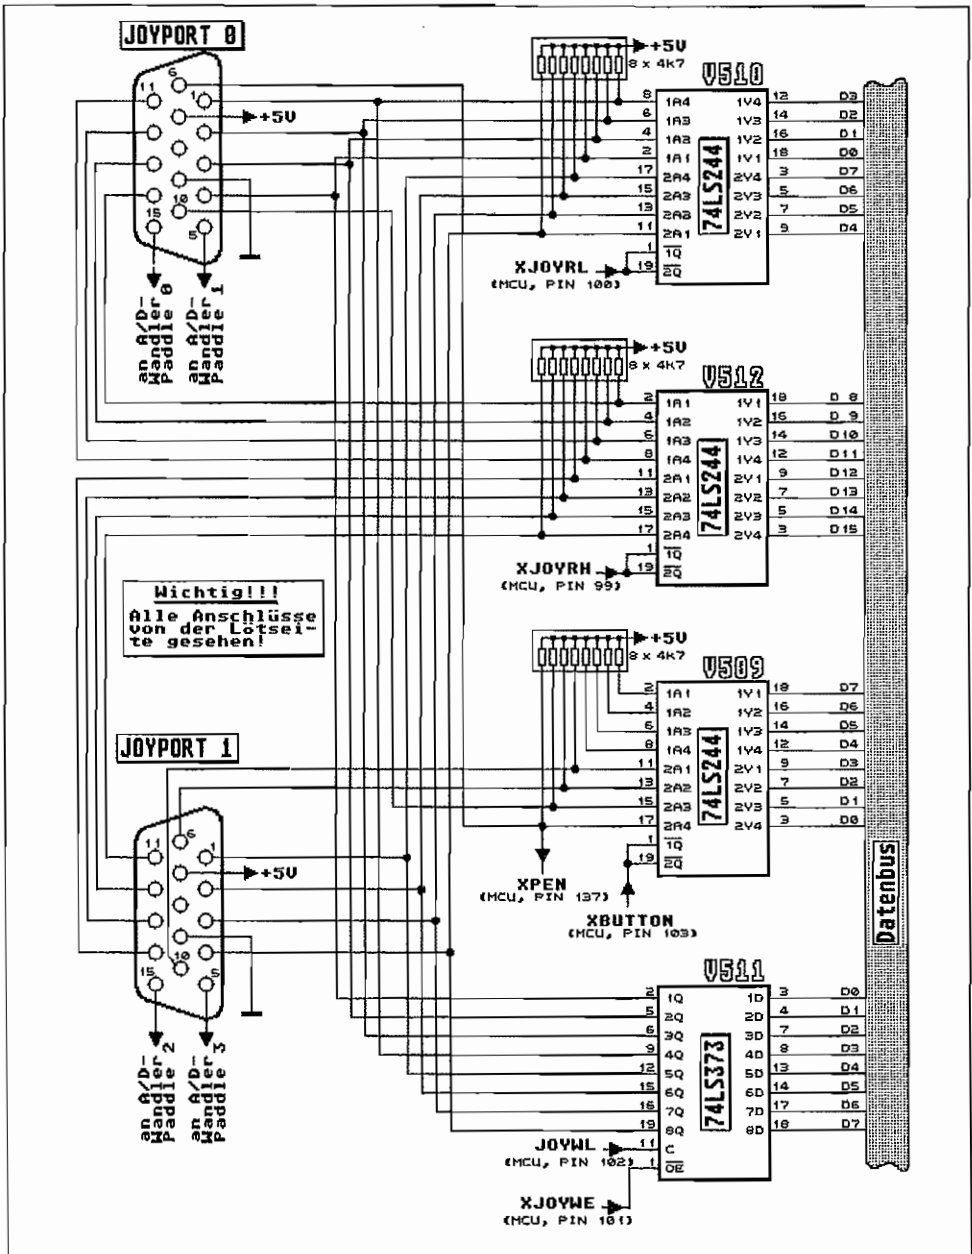 JOYPORT 0
11
6
1
+5V
15
10
5
an A/D-
Wandler
Paddle 0
an A/D-
Wandler
Paddle 1
+5V
8 x 4K7
V510
74LS244
8 1A4 1Y4 12 D3
6 1A3 1Y3 14 D2
4 1A2 1Y2 16 D1
2 1A1 1Y1 18 D0
17 2A4 2Y4 3 D7
15 2A3 2Y3 5 D6
13 2A2 2Y2 7 D5
11 2A1 2Y1 9 D4
1 1Q
19 2Q
XJOYRL
(MCU, PIN 100)
+5V
8 x 4K7
V512
74LS244
2 1A1 1Y1 18 D 8
4 1A2 1Y2 16 D 9
6 1A3 1Y3 14 D10
8 1A4 1Y4 12 D11
11 2A1 2Y1 9 D12
13 2A2 2Y2 7 D13
15 2A3 2Y3 5 D14
17 2A4 2Y4 3 D15
1 1Q
19 2Q
XJOYRH
(MCU, PIN 99)
Wichtig!!!
Alle Anschlüsse
von der Lötsei-
te gesehen!
+5V
8 x 4K7
V509
74LS244
2 1A1 1Y1 18 D7
4 1A2 1Y2 16 D6
6 1A3 1Y3 14 D5
8 1A4 1Y4 12 D4
11 2A1 2Y1 9 D3
13 2A2 2Y2 7 D2
15 2A3 2Y3 5 D1
17 2A4 2Y4 3 D0
1 1Q
19 2Q
XPEN
(MCU, PIN 137)
XBUTTON
(MCU, PIN 103)
Datenbus
JOYPORT 1
11
6
1
+5V
15
10
5
an A/D-
Wandler
Paddle 2
an A/D-
Wandler
Paddle 3
V511
74LS373
2 1Q 1D 3 D0
5 2Q 2D 4 D1
6 3Q 3D 7 D2
9 4Q 4D 8 D3
12 5Q 5D 13 D4
15 6Q 6D 14 D5
16 7Q 7D 17 D6
19 8Q 8D 18 D7
11 C
1 OE
JOYWL
(MCU, PIN 102)
XJOYWE
(MCU, PIN 101)